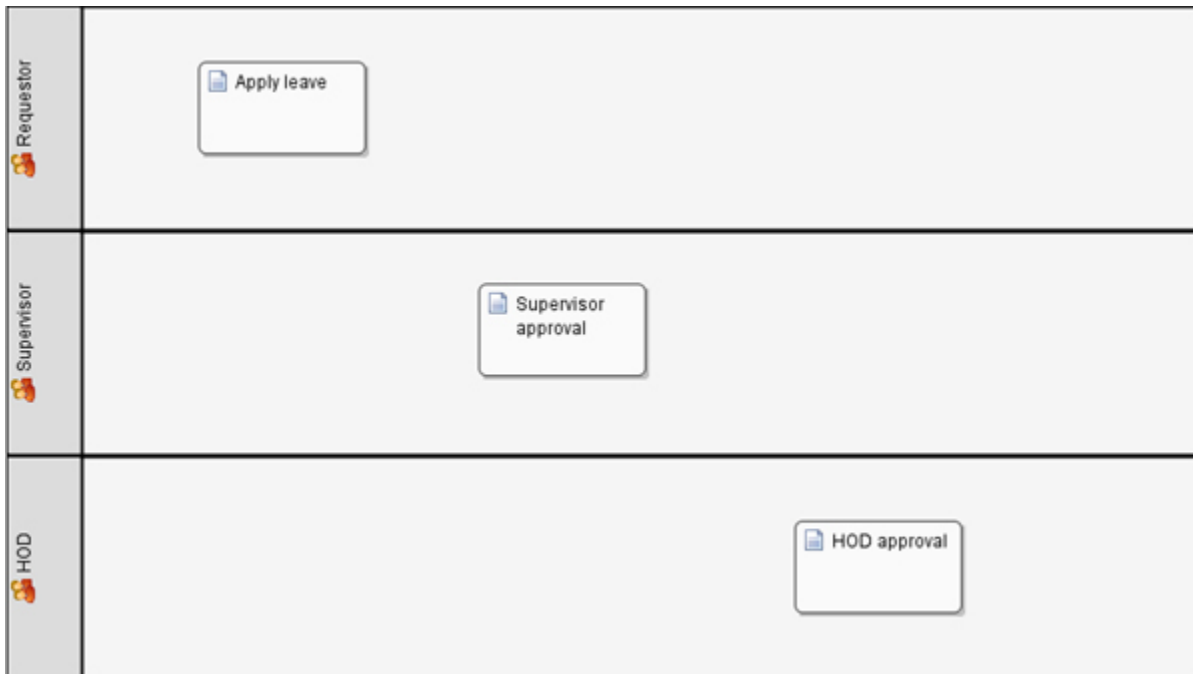 Requestor
Apply leave
Supervisor
Supervisor
approval
HOD
HOD approval